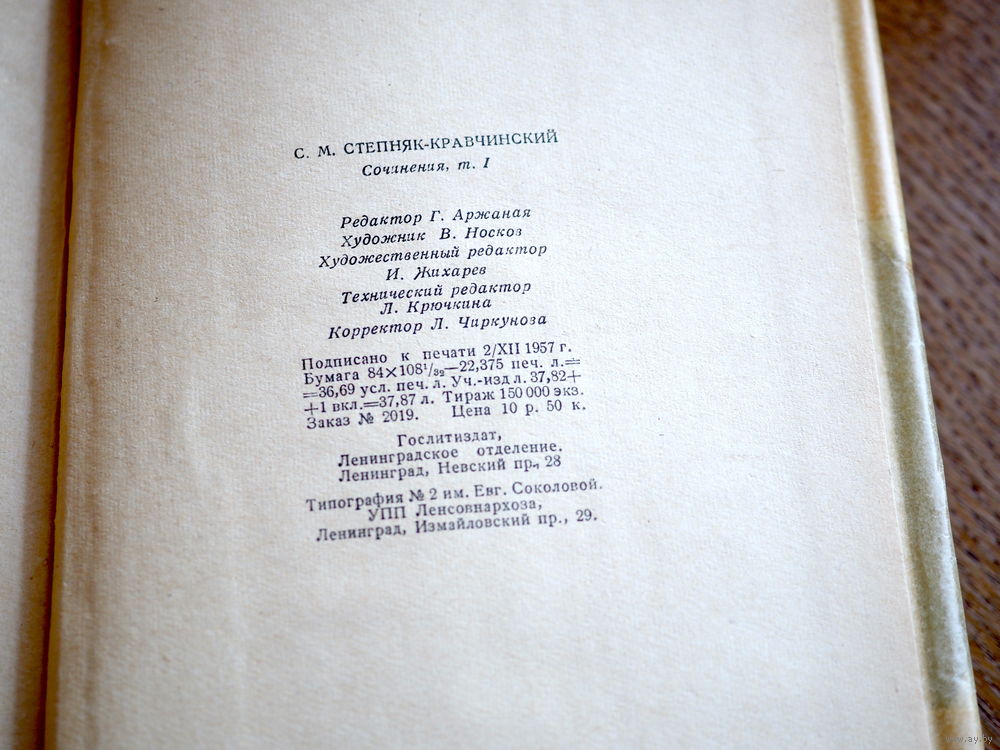 С. М. СТЕПНЯК-КРАВЧИНСКИЙ
Сочинения, т. I
Редактор Г. Аржаная
Художник В. Носков
Художественный редактор
И. Жихарев
Технический редактор
Л. Крючкина
Корректор Л. Чиркунова
Подписано к печати 2/XII 1957 г.
Бумага 84×108¹/₃₂—22,375 печ. л.=
=36,69 усл. печ. л. Уч.-изд л. 37,82+
+1 вкл.=37,87 л. Тираж 150 000 экз.
Заказ № 2019. Цена 10 р. 50 к.
Гослитиздат,
Ленинградское отделение.
Ленинград, Невский пр., 28
Типография № 2 им. Евг. Соколовой.
УПП Ленсовнархоза,
Ленинград, Измайловский пр., 29.
www.ay.by